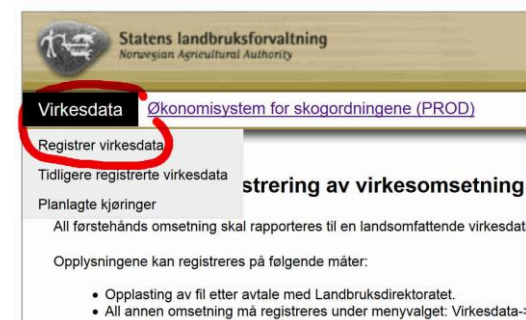 Statens landbruksforvaltning
Norwegian Agricultural Authority
Virkesdata Økonomisystem for skogordningene (PROD)
Registrer virkesdata
Tidligere registrerte virkesdata
Planlagte kjøringer
strering av virkesomsetning
All førstehånds omsetning skal rapporteres til en landsomfattende virkesdat
Opplysningene kan registreres på følgende måter:
• Opplasting av fil etter avtale med Landbruksdirektoratet.
• All annen omsetning må registreres under menyvalget: Virkesdata-